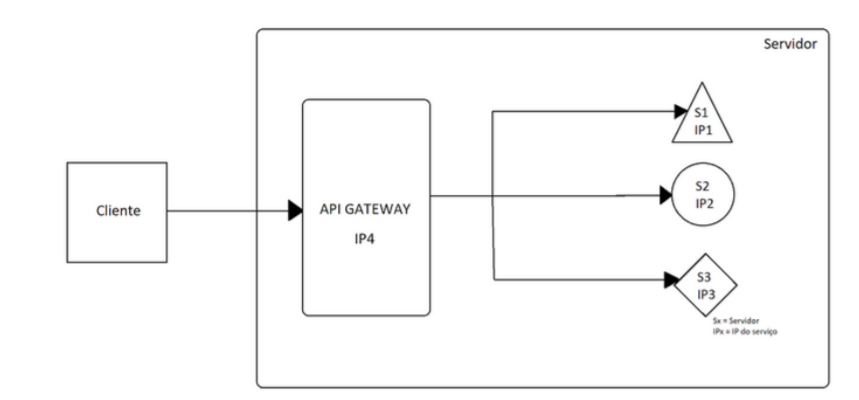 Servidor
Cliente
API GATEWAY
IP4
S1
IP1
S2
IP2
S3
IP3
Sx = Servidor
IPx = IP do serviço